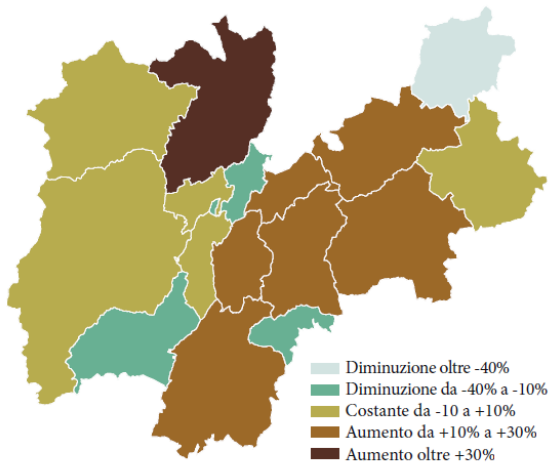 Diminuzione oltre -40%
Diminuzione da -40% a -10%
Costante da -10 a +10%
Aumento da +10% a +30%
Aumento oltre +30%